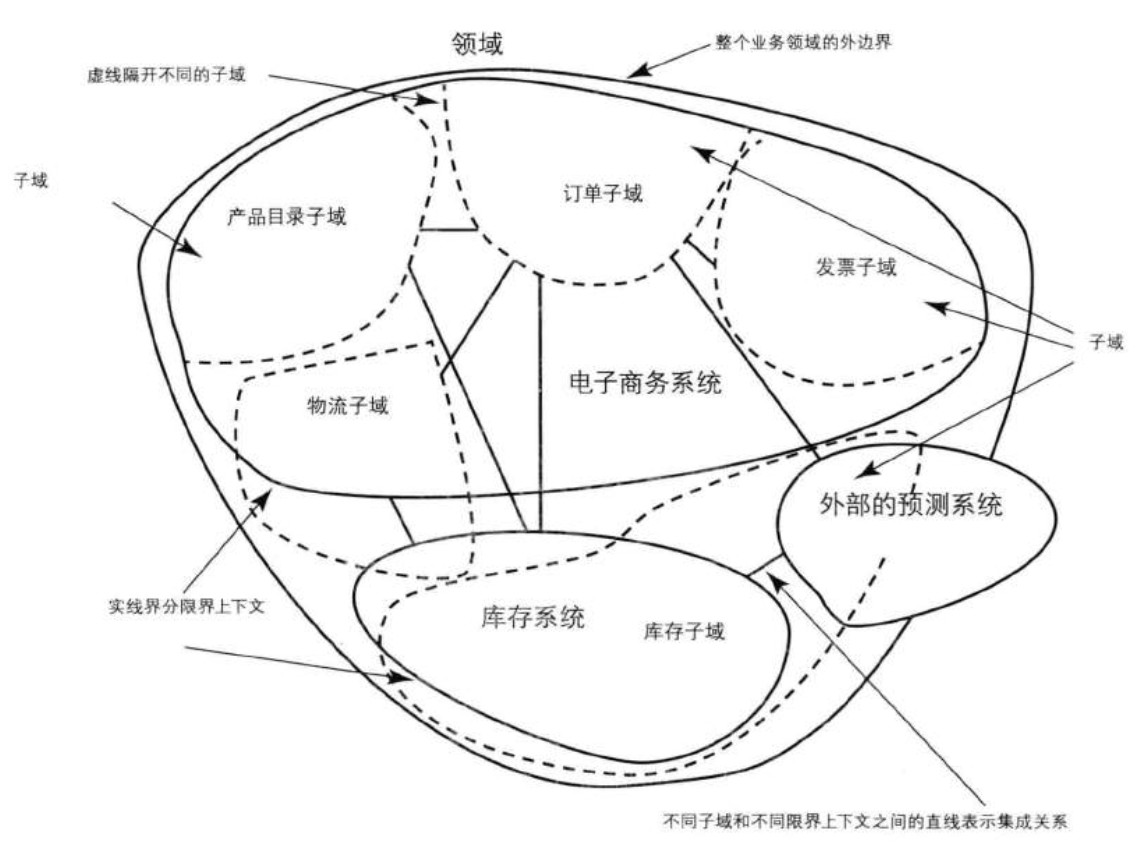 领域
整个业务领域的外边界
虚线隔开不同的子域
子域
产品目录子域
订单子域
发票子域
子域
电子商务系统
物流子域
外部的预测系统
实线界分限界上下文
库存系统
库存子域
不同子域和不同限界上下文之间的直线表示集成关系